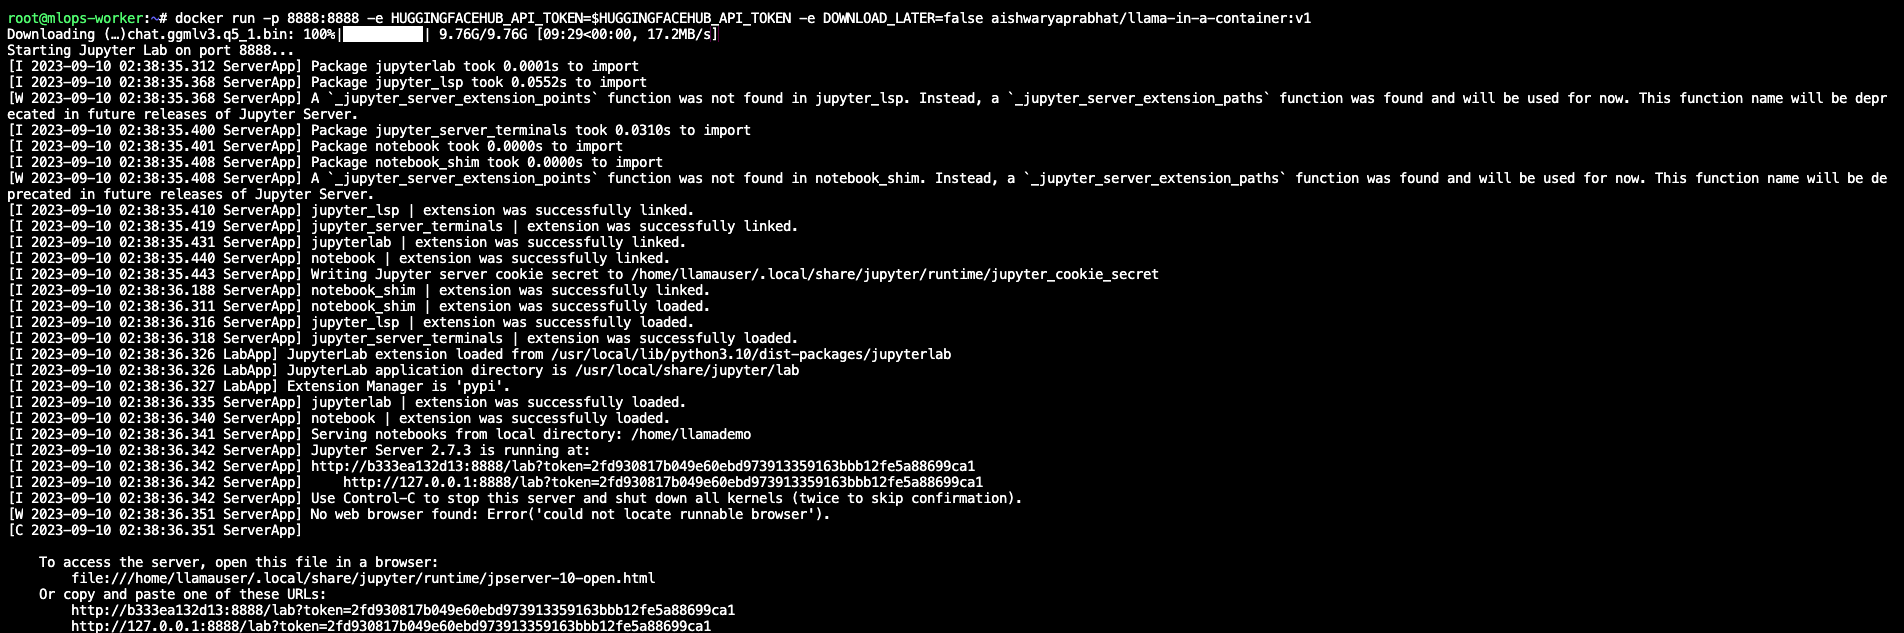 root@mlops-worker:~# docker run -p 8888:8888 -e HUGGINGFACEHUB_API_TOKEN=$HUGGINGFACEHUB_API_TOKEN -e DOWNLOAD_LATER=false aishwaryaprabhat/llama-in-a-container:v1
Downloading (…)chat.ggmlv3.q5_1.bin: 100%|██████████| 9.76G/9.76G [09:29<00:00, 17.2MB/s]
Starting Jupyter Lab on port 8888...
[I 2023-09-10 02:38:35.312 ServerApp] Package jupyterlab took 0.0001s to import
[I 2023-09-10 02:38:35.368 ServerApp] Package jupyter_lsp took 0.0552s to import
[W 2023-09-10 02:38:35.368 ServerApp] A `_jupyter_server_extension_points` function was not found in jupyter_lsp. Instead, a `_jupyter_server_extension_paths` function was found and will be used for now. This function name will be depr
ecated in future releases of Jupyter Server.
[I 2023-09-10 02:38:35.400 ServerApp] Package jupyter_server_terminals took 0.0310s to import
[I 2023-09-10 02:38:35.401 ServerApp] Package notebook took 0.0000s to import
[I 2023-09-10 02:38:35.408 ServerApp] Package notebook_shim took 0.0000s to import
[W 2023-09-10 02:38:35.408 ServerApp] A `_jupyter_server_extension_points` function was not found in notebook_shim. Instead, a `_jupyter_server_extension_paths` function was found and will be used for now. This function name will be de
precated in future releases of Jupyter Server.
[I 2023-09-10 02:38:35.410 ServerApp] jupyter_lsp | extension was successfully linked.
[I 2023-09-10 02:38:35.419 ServerApp] jupyter_server_terminals | extension was successfully linked.
[I 2023-09-10 02:38:35.431 ServerApp] jupyterlab | extension was successfully linked.
[I 2023-09-10 02:38:35.440 ServerApp] notebook | extension was successfully linked.
[I 2023-09-10 02:38:35.443 ServerApp] Writing Jupyter server cookie secret to /home/llamauser/.local/share/jupyter/runtime/jupyter_cookie_secret
[I 2023-09-10 02:38:36.188 ServerApp] notebook_shim | extension was successfully linked.
[I 2023-09-10 02:38:36.311 ServerApp] notebook_shim | extension was successfully loaded.
[I 2023-09-10 02:38:36.316 ServerApp] jupyter_lsp | extension was successfully loaded.
[I 2023-09-10 02:38:36.318 ServerApp] jupyter_server_terminals | extension was successfully loaded.
[I 2023-09-10 02:38:36.326 LabApp] JupyterLab extension loaded from /usr/local/lib/python3.10/dist-packages/jupyterlab
[I 2023-09-10 02:38:36.326 LabApp] JupyterLab application directory is /usr/local/share/jupyter/lab
[I 2023-09-10 02:38:36.327 LabApp] Extension Manager is 'pypi'.
[I 2023-09-10 02:38:36.335 ServerApp] jupyterlab | extension was successfully loaded.
[I 2023-09-10 02:38:36.340 ServerApp] notebook | extension was successfully loaded.
[I 2023-09-10 02:38:36.341 ServerApp] Serving notebooks from local directory: /home/llamademo
[I 2023-09-10 02:38:36.342 ServerApp] Jupyter Server 2.7.3 is running at:
[I 2023-09-10 02:38:36.342 ServerApp] http://b333ea132d13:8888/lab?token=2fd930817b049e60ebd973913359163bbb12fe5a88699ca1
[I 2023-09-10 02:38:36.342 ServerApp]     http://127.0.0.1:8888/lab?token=2fd930817b049e60ebd973913359163bbb12fe5a88699ca1
[I 2023-09-10 02:38:36.342 ServerApp] Use Control-C to stop this server and shut down all kernels (twice to skip confirmation).
[W 2023-09-10 02:38:36.351 ServerApp] No web browser found: Error('could not locate runnable browser').
[C 2023-09-10 02:38:36.351 ServerApp]
To access the server, open this file in a browser:
file:///home/llamauser/.local/share/jupyter/runtime/jpserver-10-open.html
Or copy and paste one of these URLs:
http://b333ea132d13:8888/lab?token=2fd930817b049e60ebd973913359163bbb12fe5a88699ca1
http://127.0.0.1:8888/lab?token=2fd930817b049e60ebd973913359163bbb12fe5a88699ca1